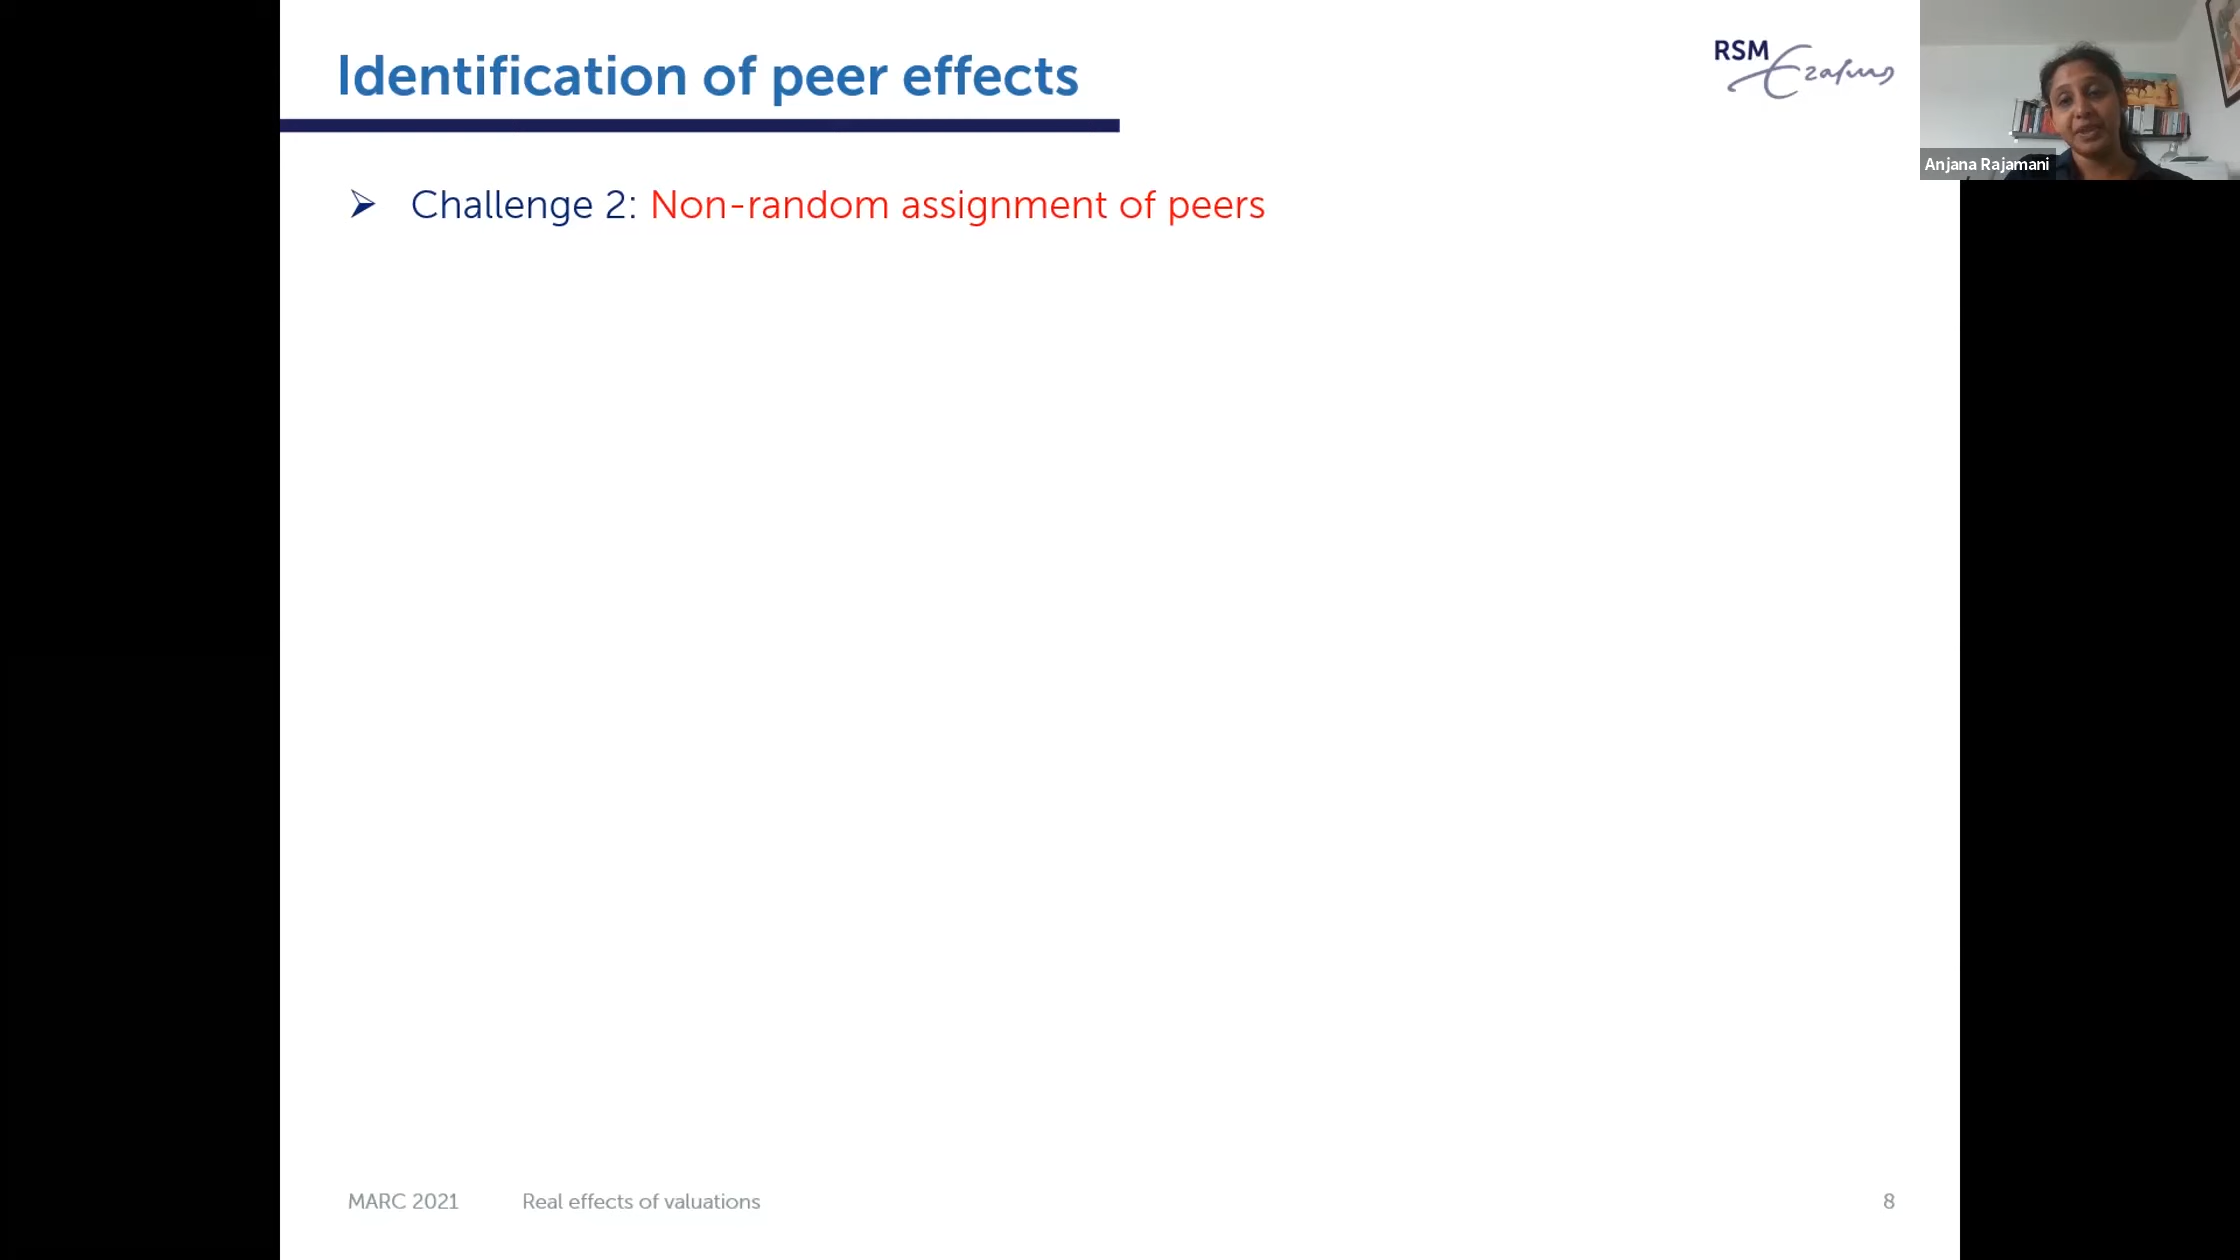 Identification of peer effects
RSM
Erasmus
Anjana Rajamani
➢ Challenge 2: Non-random assignment of peers
MARC 2021 Real effects of valuations 8